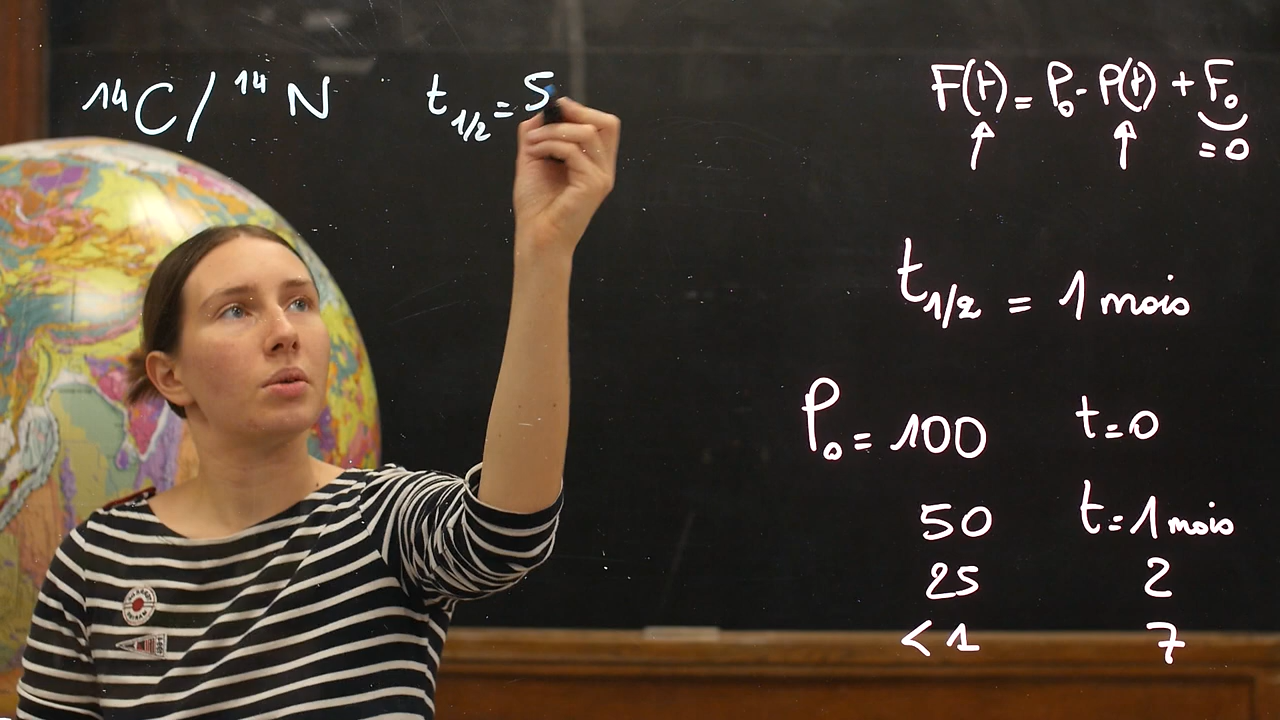 ¹⁴C / ¹⁴N
t₁/₂ = 5
F(t) = P₀ - P(t) + F₀
↑ ↑ = 0
t₁/₂ = 1 mois
P₀ = 100 t = 0
50 t = 1 mois
25 2
< 1 7